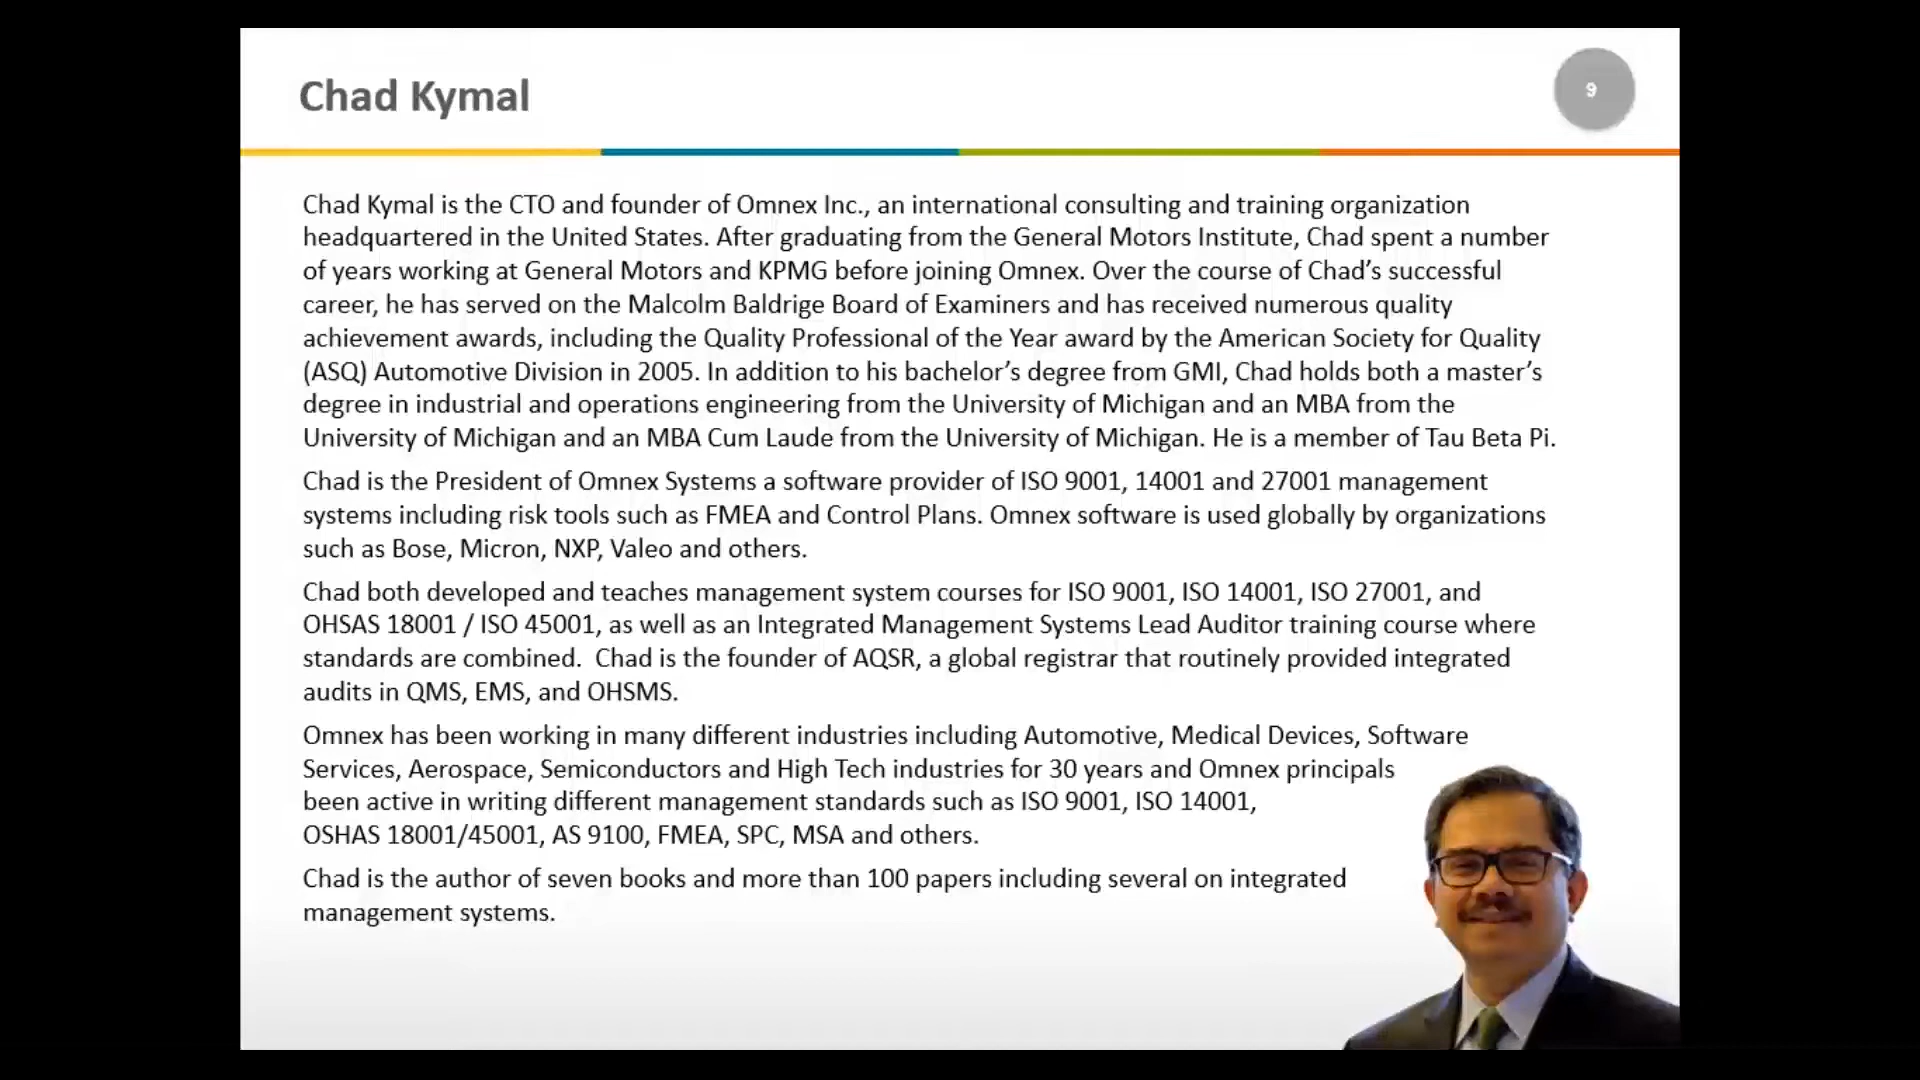 Chad Kymal
9
Chad Kymal is the CTO and founder of Omnex Inc., an international consulting and training organization
headquartered in the United States. After graduating from the General Motors Institute, Chad spent a number
of years working at General Motors and KPMG before joining Omnex. Over the course of Chad’s successful
career, he has served on the Malcolm Baldrige Board of Examiners and has received numerous quality
achievement awards, including the Quality Professional of the Year award by the American Society for Quality
(ASQ) Automotive Division in 2005. In addition to his bachelor’s degree from GMI, Chad holds both a master’s
degree in industrial and operations engineering from the University of Michigan and an MBA from the
University of Michigan and an MBA Cum Laude from the University of Michigan. He is a member of Tau Beta Pi.
Chad is the President of Omnex Systems a software provider of ISO 9001, 14001 and 27001 management
systems including risk tools such as FMEA and Control Plans. Omnex software is used globally by organizations
such as Bose, Micron, NXP, Valeo and others.
Chad both developed and teaches management system courses for ISO 9001, ISO 14001, ISO 27001, and
OHSAS 18001 / ISO 45001, as well as an Integrated Management Systems Lead Auditor training course where
standards are combined.  Chad is the founder of AQSR, a global registrar that routinely provided integrated
audits in QMS, EMS, and OHSMS.
Omnex has been working in many different industries including Automotive, Medical Devices, Software
Services, Aerospace, Semiconductors and High Tech industries for 30 years and Omnex principals
been active in writing different management standards such as ISO 9001, ISO 14001,
OSHAS 18001/45001, AS 9100, FMEA, SPC, MSA and others.
Chad is the author of seven books and more than 100 papers including several on integrated
management systems.